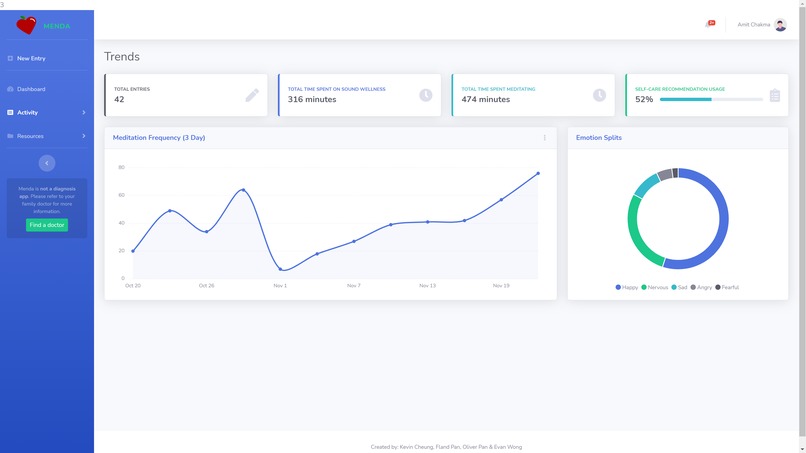 3
MENDA
New Entry
Dashboard
Activity
Resources
Menda is not a diagnosis
app. Please refer to your
family doctor for more
information.
Find a doctor
Amit Chakma
Trends
TOTAL ENTRIES
42
TOTAL TIME SPENT ON SOUND WELLNESS
316 minutes
TOTAL TIME SPENT MEDITATING
474 minutes
SELF-CARE RECOMMENDATION USAGE
52%
Meditation Frequency (3 Day)
80
60
40
20
0
Oct 20
Oct 26
Nov 1
Nov 7
Nov 13
Nov 19
Emotion Splits
Happy Nervous Sad Angry Fearful
Created by: Kevin Cheung, Fland Pan, Oliver Pan & Evan Wong